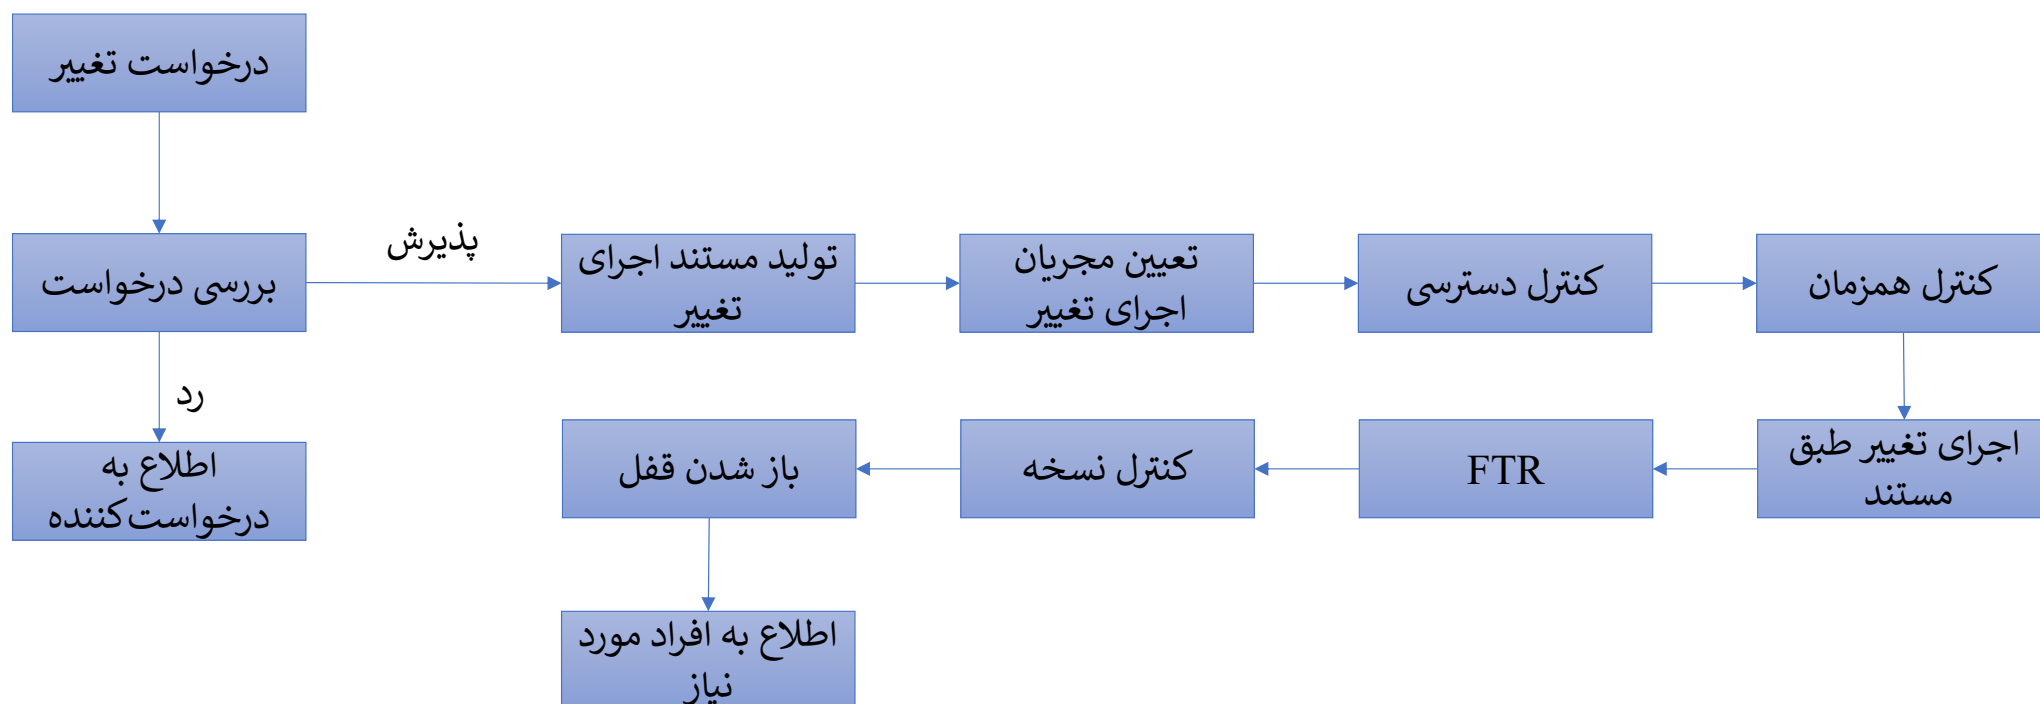 درخواست تغییر
بررسی درخواست
پذیرش
رد
اطلاع به
درخواست‌کننده
تولید مستند اجرای
تغییر
تعیین مجریان
اجرای تغییر
کنترل دسترسی
کنترل همزمان
اجرای تغییر طبق
مستند
FTR
کنترل نسخه
باز شدن قفل
اطلاع به افراد مورد
نیاز